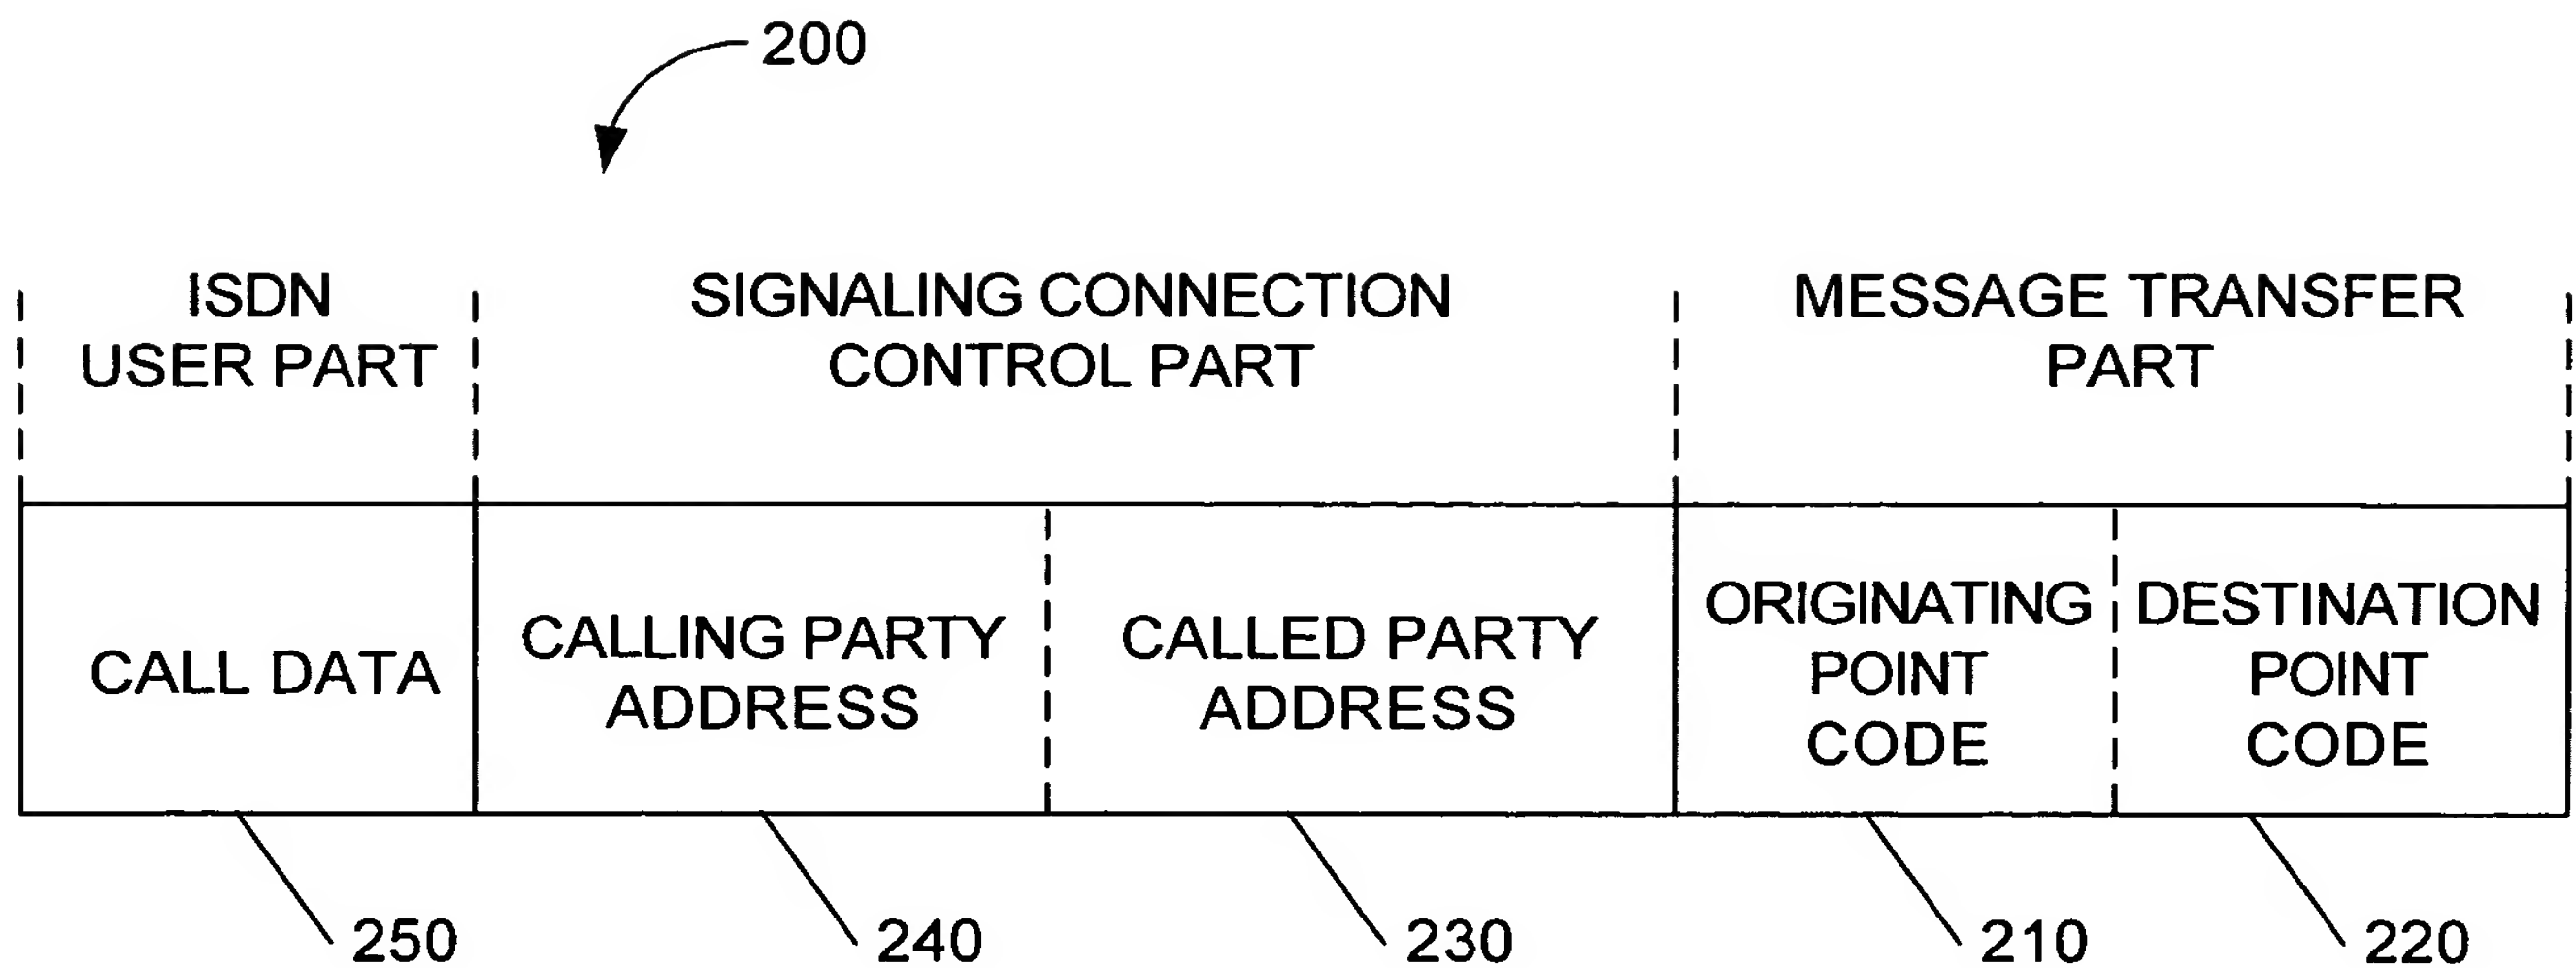 200
ISDN
USER PART
SIGNALING CONNECTION
CONTROL PART
MESSAGE TRANSFER
PART
CALL DATA
CALLING PARTY
ADDRESS
CALLED PARTY
ADDRESS
ORIGINATING
POINT
CODE
DESTINATION
POINT
CODE
250
240
230
210
220